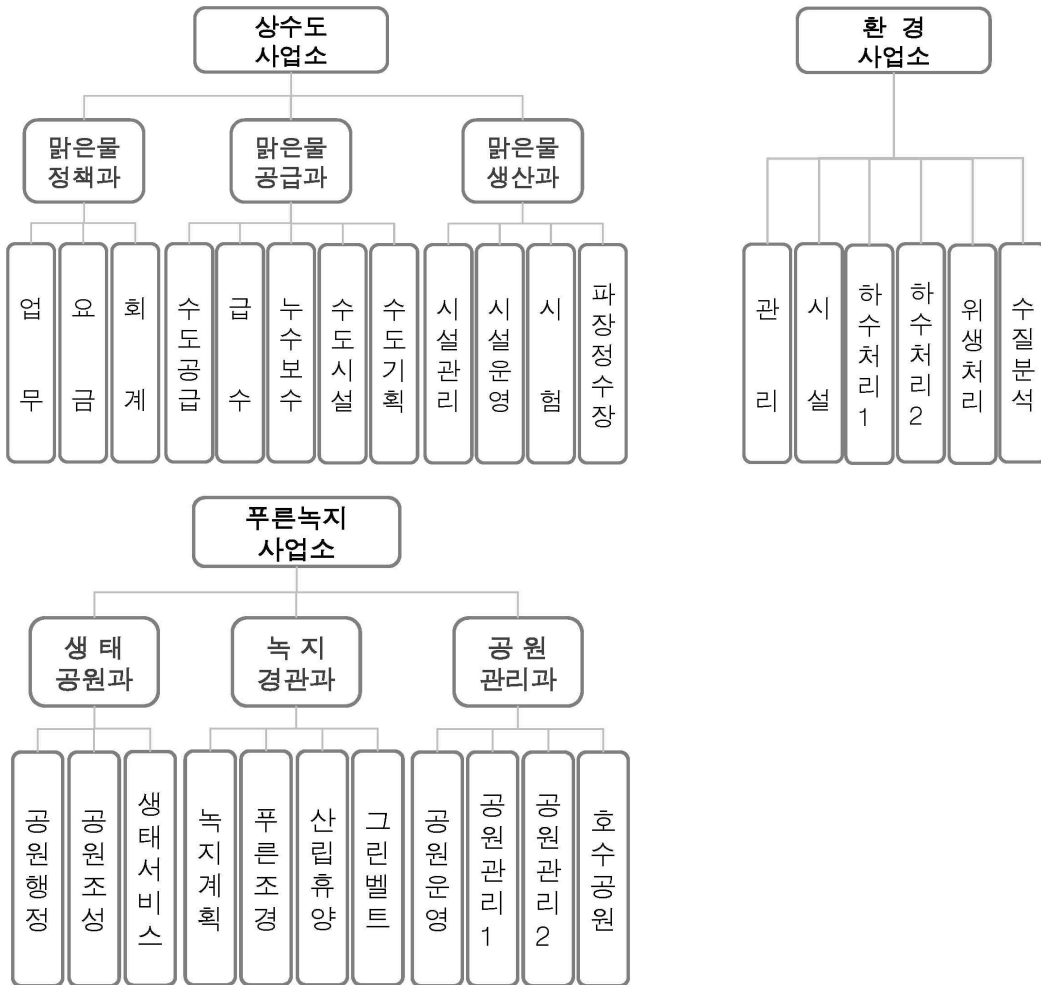 상수도
사업소
맑은물
정책과
맑은물
공급과
맑은물
생산과
업무
요금
회계
수도공급
급수
누수보수
수도시설
수도기획
시설관리
시설운영
시험
파장정수장
환 경
사업소
관리
시설
하수처리1
하수처리2
위생처리
수질분석
푸른녹지
사업소
생 태
공원과
녹 지
경관과
공 원
관리과
공원행정
공원조성
생태서비스
녹지계획
푸른조경
산립휴양
그린벨트
공원운영
공원관리1
공원관리2
호수공원